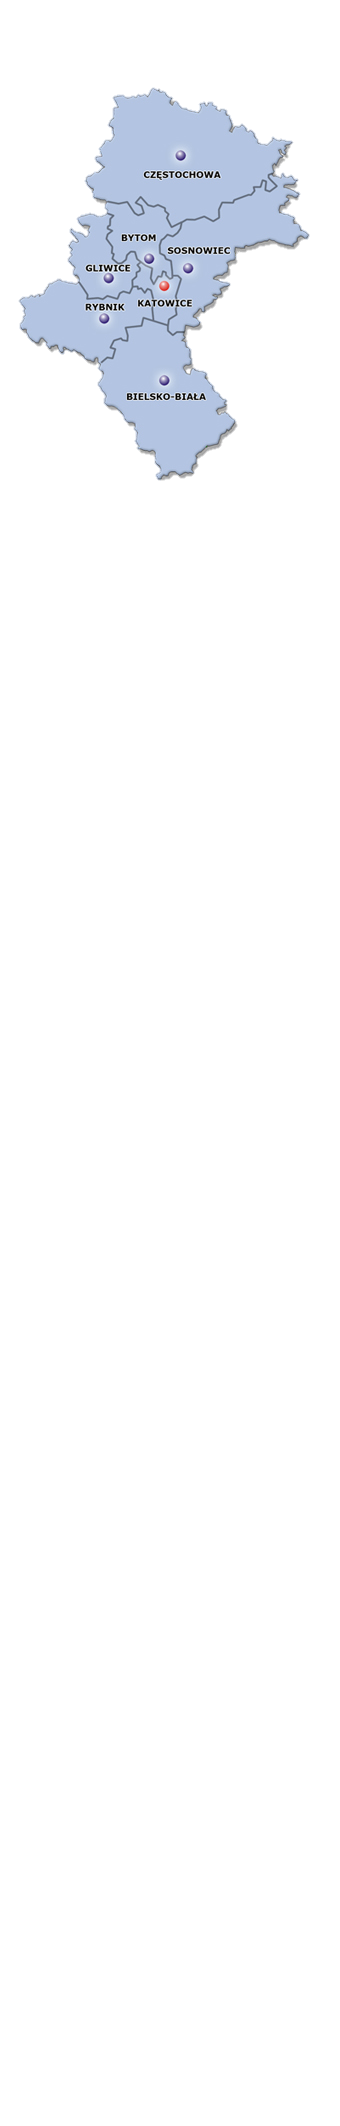 CZĘSTOCHOWA
BYTOM
SOSNOWIEC
GLIWICE
KATOWICE
RYBNIK
BIELSKO-BIAŁA